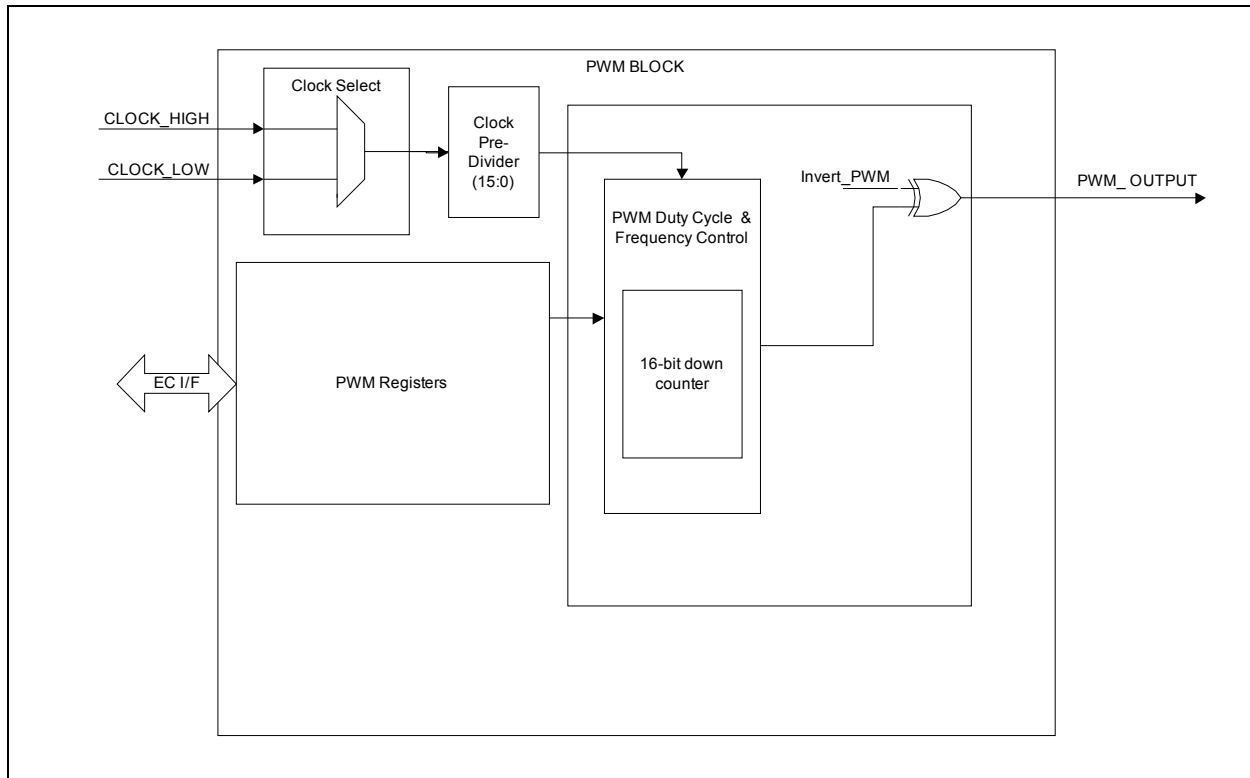 PWM BLOCK
Clock Select
CLOCK_HIGH
CLOCK_LOW
Clock
Pre-
Divider
(15:0)
Invert_PWM
PWM_ OUTPUT
PWM Duty Cycle &
Frequency Control
16-bit down
counter
EC I/F
PWM Registers